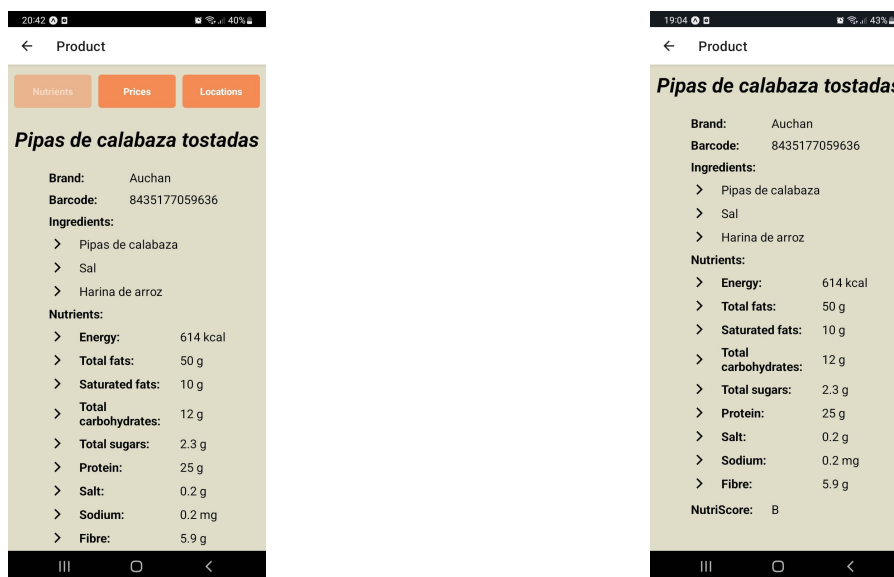 20:42 40%
Product
Nutrients Prices Locations
Pipas de calabaza tostadas
Brand: Auchan
Barcode: 8435177059636
Ingredients:
Pipas de calabaza
Sal
Harina de arroz
Nutrients:
Energy: 614 kcal
Total fats: 50 g
Saturated fats: 10 g
Total
carbohydrates: 12 g
Total sugars: 2.3 g
Protein: 25 g
Salt: 0.2 g
Sodium: 0.2 mg
Fibre: 5.9 g
19:04 43%
Product
Pipas de calabaza tostadas
Brand: Auchan
Barcode: 8435177059636
Ingredients:
Pipas de calabaza
Sal
Harina de arroz
Nutrients:
Energy: 614 kcal
Total fats: 50 g
Saturated fats: 10 g
Total
carbohydrates: 12 g
Total sugars: 2.3 g
Protein: 25 g
Salt: 0.2 g
Sodium: 0.2 mg
Fibre: 5.9 g
NutriScore: B